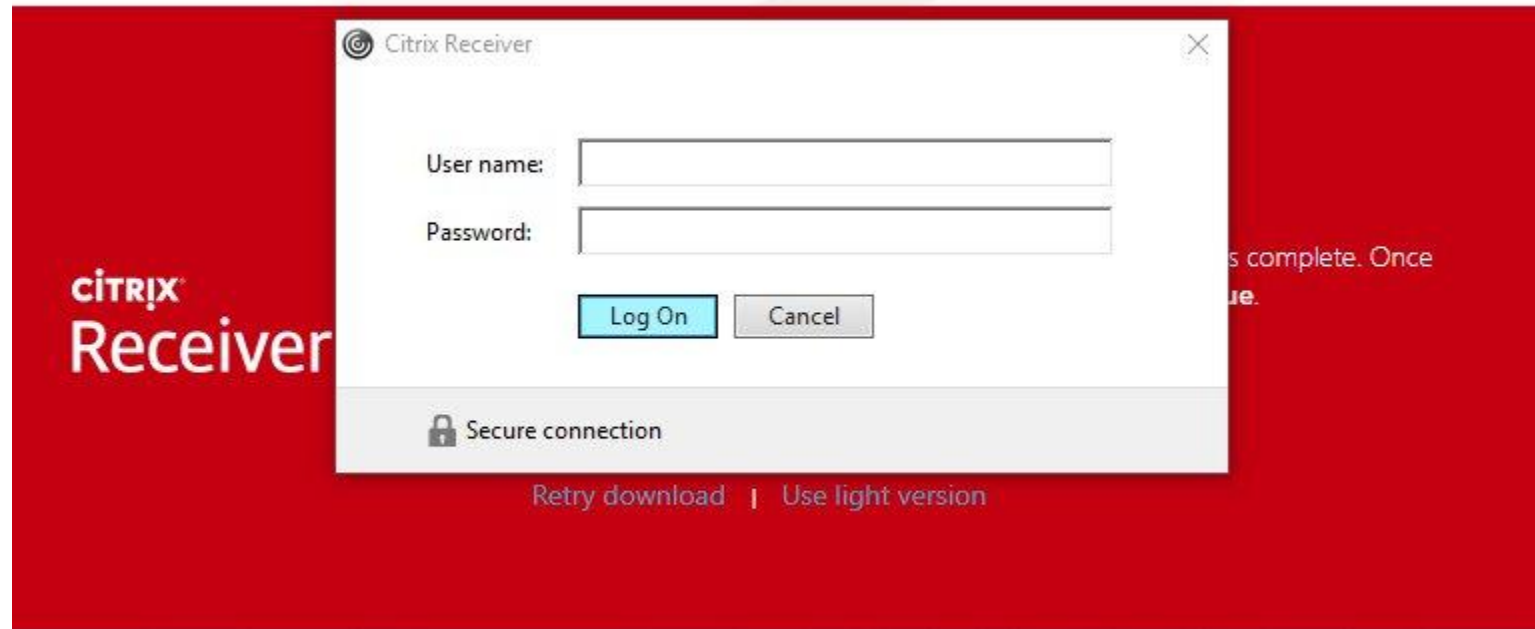 Citrix Receiver
User name:
Password:
s complete. Once
ue.
CITRIX
Receiver
Log On Cancel
Secure connection
Retry download | Use light version